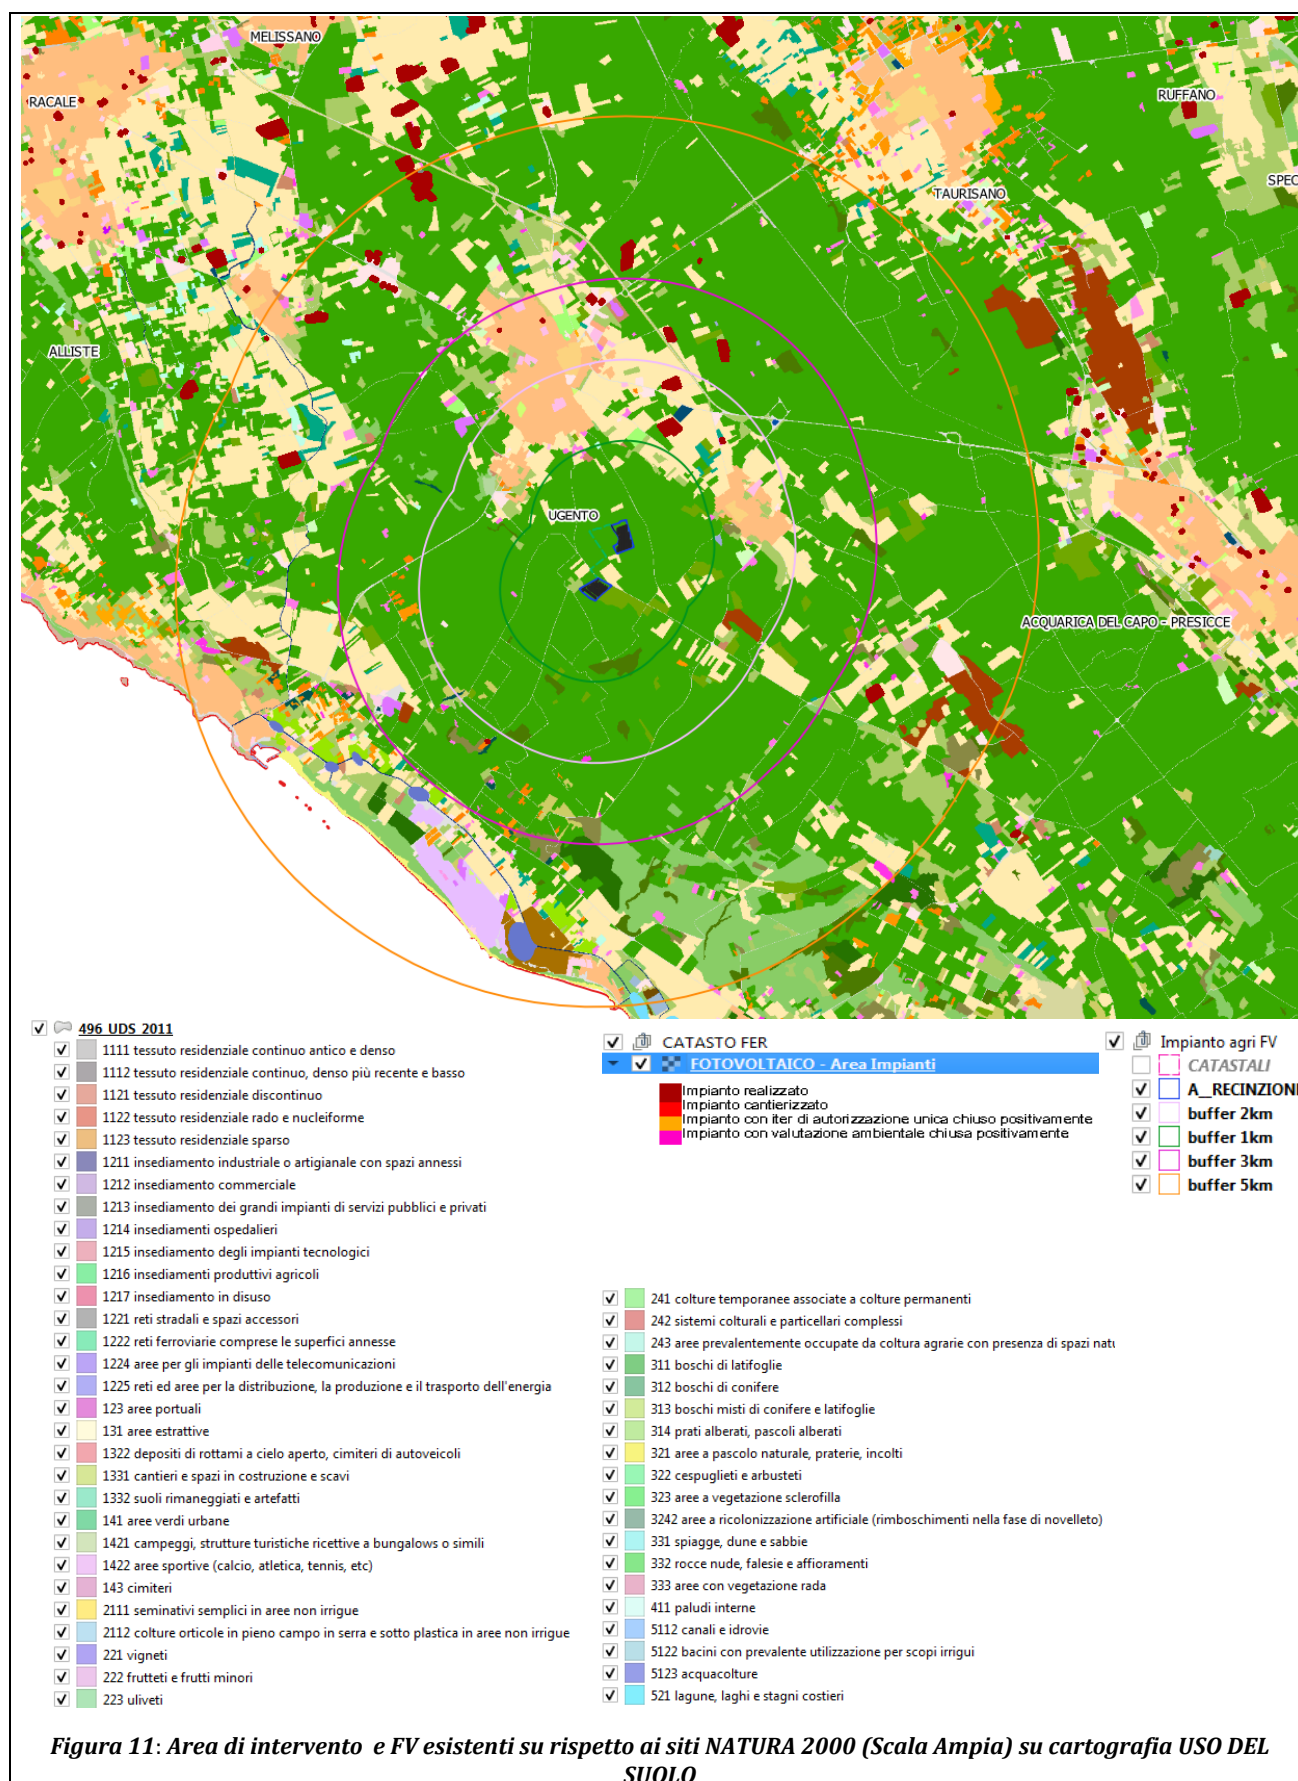 MELISSANO
RACALE
RUFFANO
SPEC
TAURISANO
ALLISTE
UGENTO
ACQUARICA DEL CAPO - PRESICCE
496 UDS 2011
1111 tessuto residenziale continuo antico e denso
1112 tessuto residenziale continuo, denso più recente e basso
1121 tessuto residenziale discontinuo
1122 tessuto residenziale rado e nucleiforme
1123 tessuto residenziale sparso
1211 insediamento industriale o artigianale con spazi annessi
1212 insediamento commerciale
1213 insediamento dei grandi impianti di servizi pubblici e privati
1214 insediamenti ospedalieri
1215 insediamento degli impianti tecnologici
1216 insediamenti produttivi agricoli
1217 insediamento in disuso
1221 reti stradali e spazi accessori
1222 reti ferroviarie comprese le superfici annesse
1224 aree per gli impianti delle telecomunicazioni
1225 reti ed aree per la distribuzione, la produzione e il trasporto dell'energia
123 aree portuali
131 aree estrattive
1322 depositi di rottami a cielo aperto, cimiteri di autoveicoli
1331 cantieri e spazi in costruzione e scavi
1332 suoli rimaneggiati e artefatti
141 aree verdi urbane
1421 campeggi, strutture turistiche ricettive a bungalows o simili
1422 aree sportive (calcio, atletica, tennis, etc)
143 cimiteri
2111 seminativi semplici in aree non irrigue
2112 colture orticole in pieno campo in serra e sotto plastica in aree non irrigue
221 vigneti
222 frutteti e frutti minori
223 uliveti
CATASTO FER
FOTOVOLTAICO - Area Impianti
Impianto realizzato
Impianto cantierizzato
Impianto con iter di autorizzazione unica chiuso positivamente
Impianto con valutazione ambientale chiusa positivamente
Impianto agri FV
CATASTALI
A_RECINZIONE
buffer 2km
buffer 1km
buffer 3km
buffer 5km
241 colture temporanee associate a colture permanenti
242 sistemi colturali e particellari complessi
243 aree prevalentemente occupate da coltura agrarie con presenza di spazi natu
311 boschi di latifoglie
312 boschi di conifere
313 boschi misti di conifere e latifoglie
314 prati alberati, pascoli alberati
321 aree a pascolo naturale, praterie, incolti
322 cespuglieti e arbusteti
323 aree a vegetazione sclerofilla
3242 aree a ricolonizzazione artificiale (rimboschimenti nella fase di novelleto)
331 spiagge, dune e sabbie
332 rocce nude, falesie e affioramenti
333 aree con vegetazione rada
411 paludi interne
5112 canali e idrovie
5122 bacini con prevalente utilizzazione per scopi irrigui
5123 acquacolture
521 lagune, laghi e stagni costieri
Figura 11: Area di intervento e FV esistenti su rispetto ai siti NATURA 2000 (Scala Ampia) su cartografia USO DEL
SUOLO